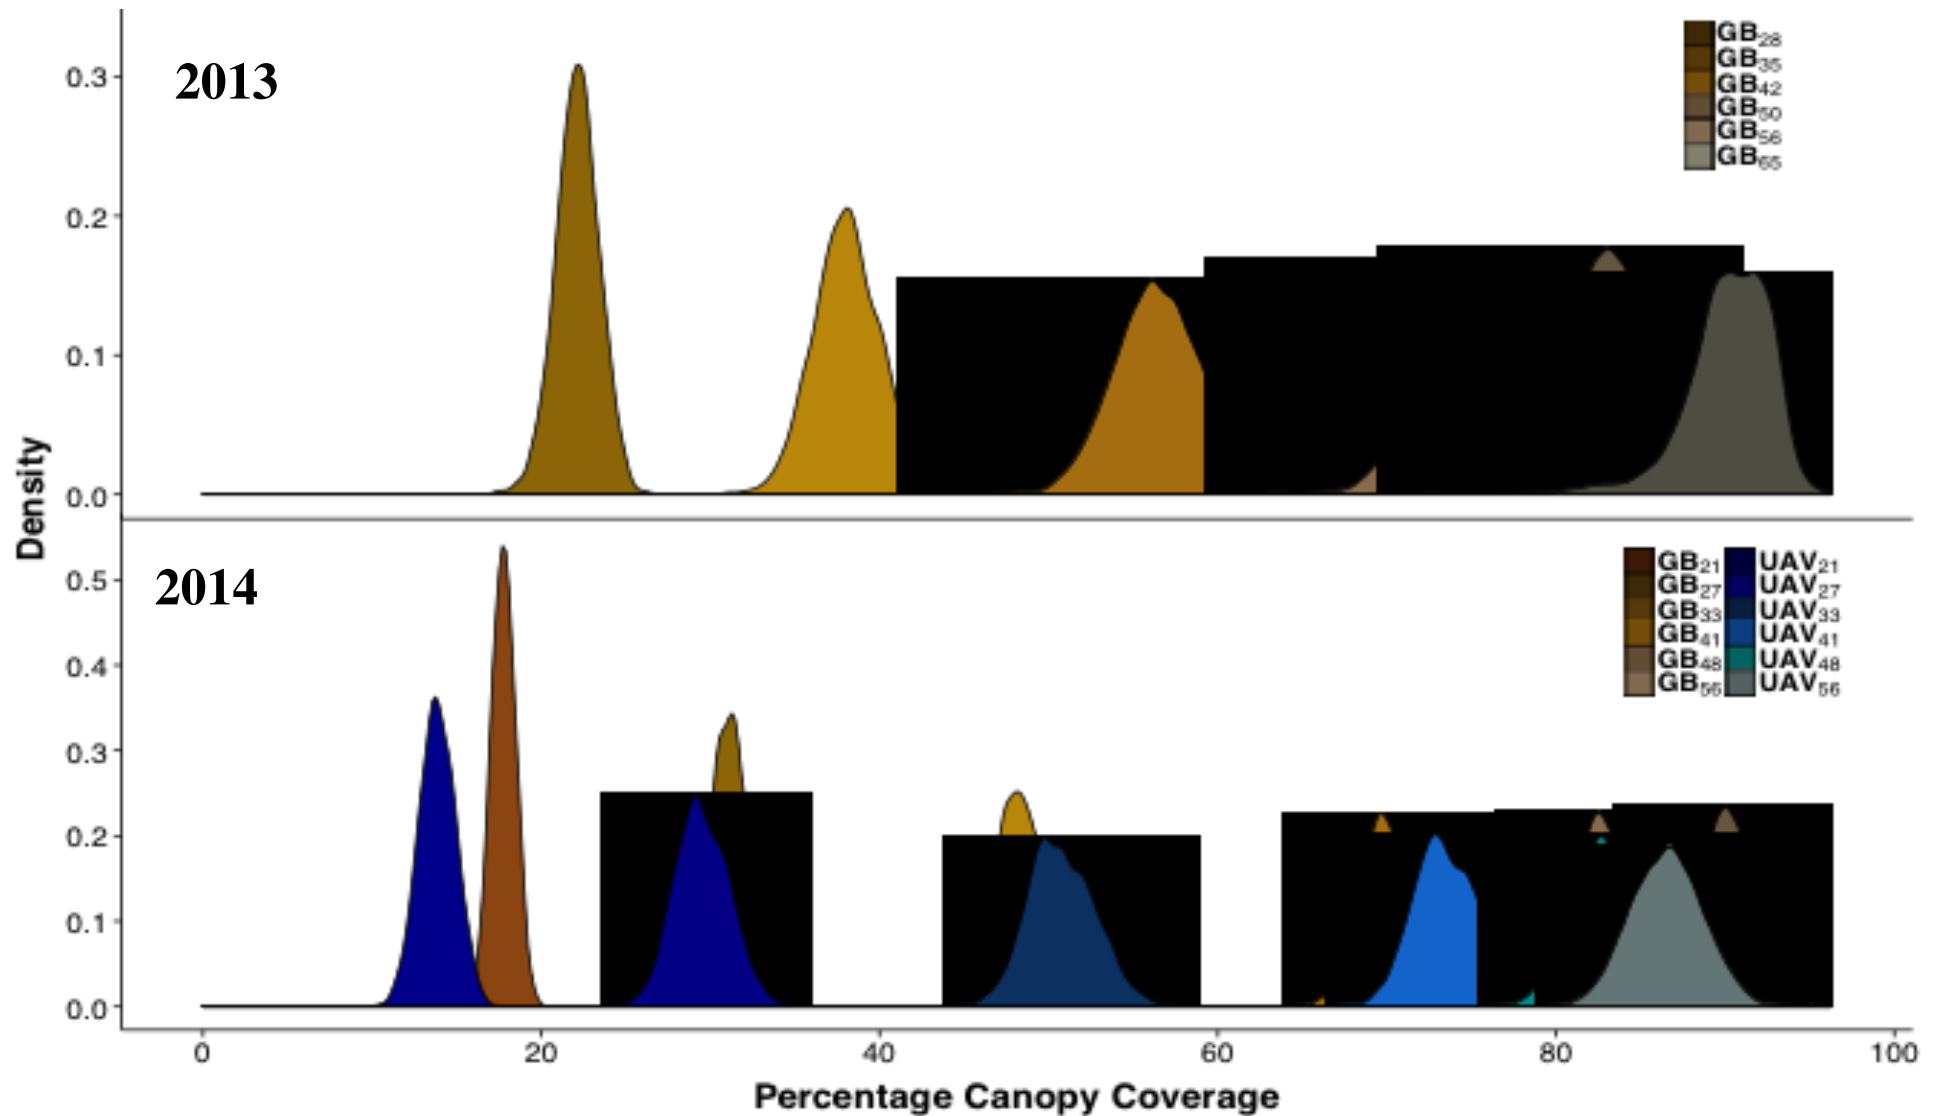 2013
GB28
GB35
GB42
GB50
GB56
GB65
0.3
0.2
0.1
0.0
Density
2014
GB21 UAV21
GB27 UAV27
GB33 UAV33
GB41 UAV41
GB48 UAV48
GB56 UAV56
0.5
0.4
0.3
0.2
0.1
0.0
0 20 40 60 80 100
Percentage Canopy Coverage